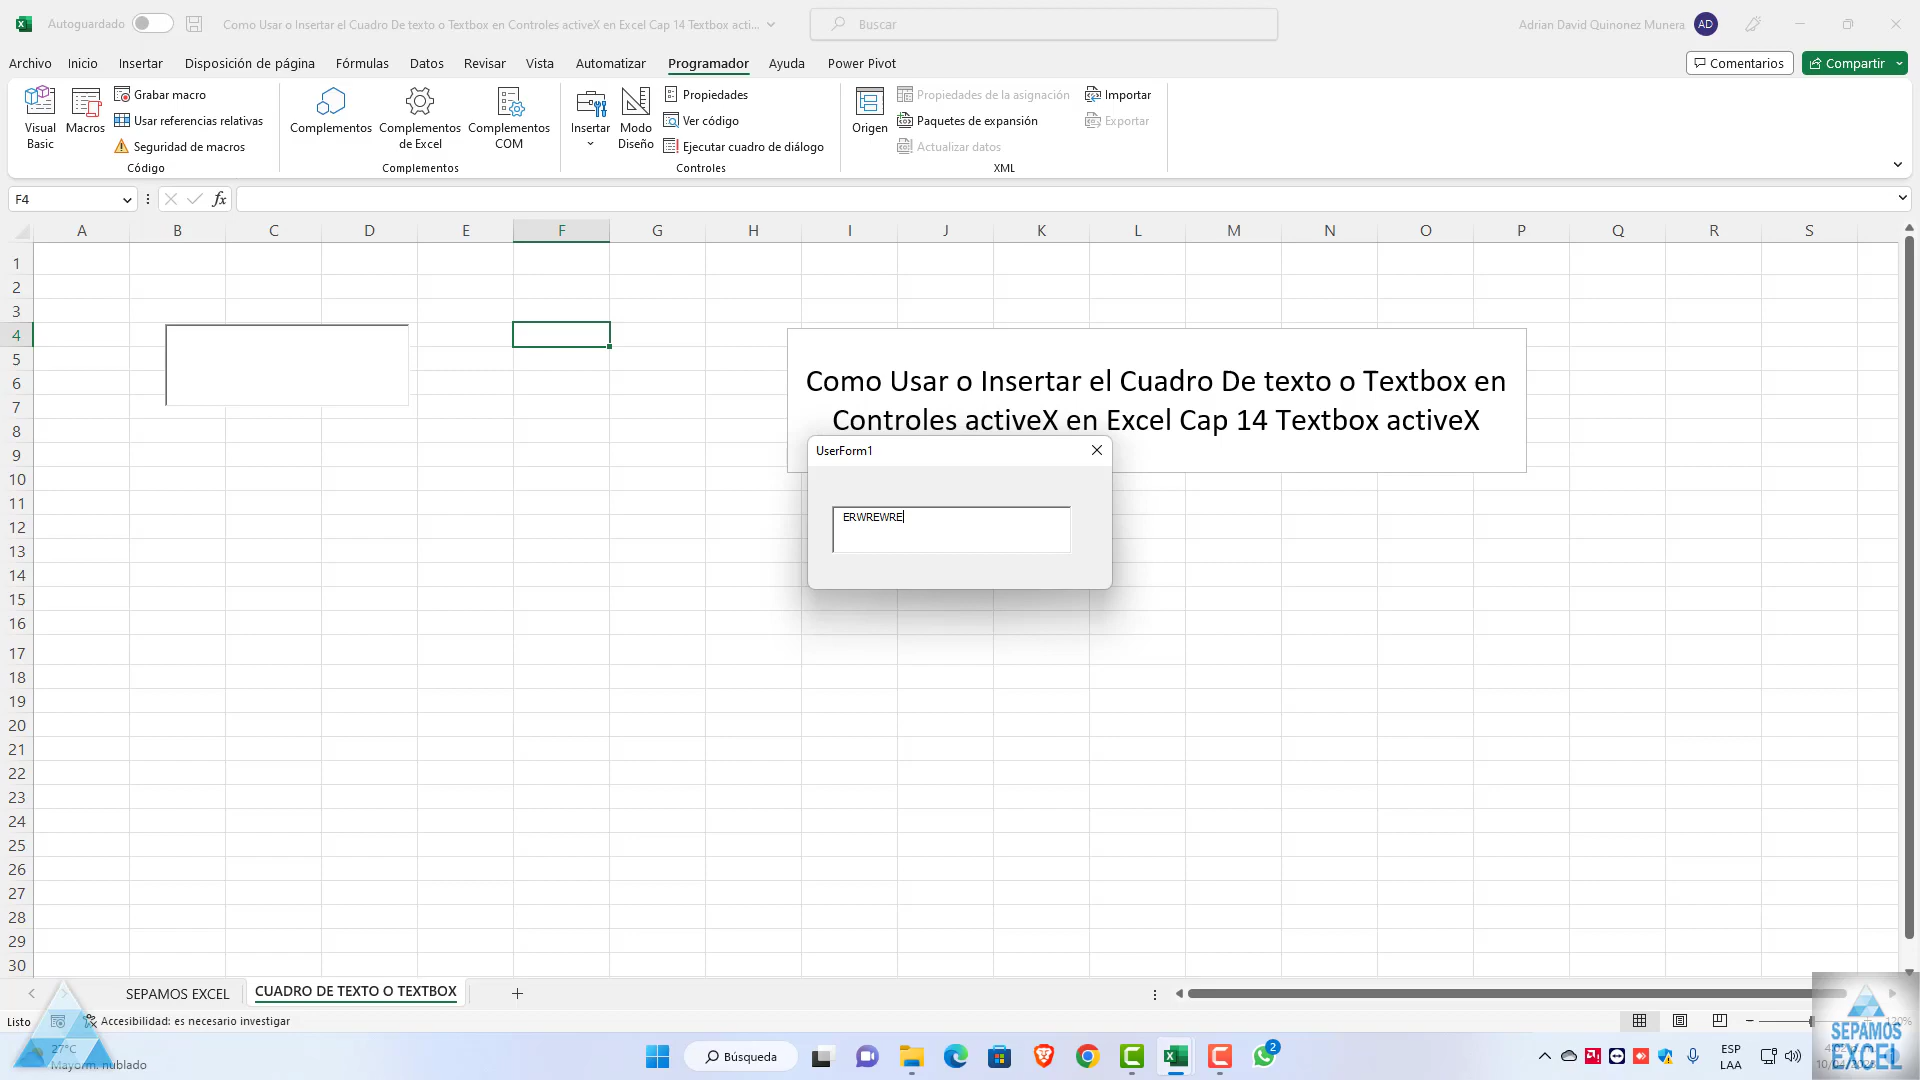 Autoguardado
Como Usar o Insertar el Cuadro De texto o Textbox en Controles activeX en Excel Cap 14 Textbox acti...
Buscar
Adrian David Quinonez Munera
AD
Archivo Inicio Insertar Disposición de página Fórmulas Datos Revisar Vista Automatizar Programador Ayuda Power Pivot
Comentarios
Compartir
Visual Basic
Macros
Grabar macro
Usar referencias relativas
Seguridad de macros
Código
Complementos
Complementos de Excel
Complementos COM
Complementos
Insertar
Modo Diseño
Propiedades
Ver código
Ejecutar cuadro de diálogo
Controles
Origen
Propiedades de la asignación
Paquetes de expansión
Actualizar datos
Importar
Exportar
XML
F4
fx
A B C D E F G H I J K L M N O P Q R S
1
2
3
4
5
6
7
8
9
10
11
12
13
14
15
16
17
18
19
20
21
22
23
24
25
26
27
28
29
30
Como Usar o Insertar el Cuadro De texto o Textbox en
Controles activeX en Excel Cap 14 Textbox activeX
UserForm1
ERWREWRE
SEPAMOS EXCEL
CUADRO DE TEXTO O TEXTBOX
Listo
Accesibilidad: es necesario investigar
120%
27°C
Mayorm. nublado
Búsqueda
2
ESP
LAA
SEPAMOS
EXCEL